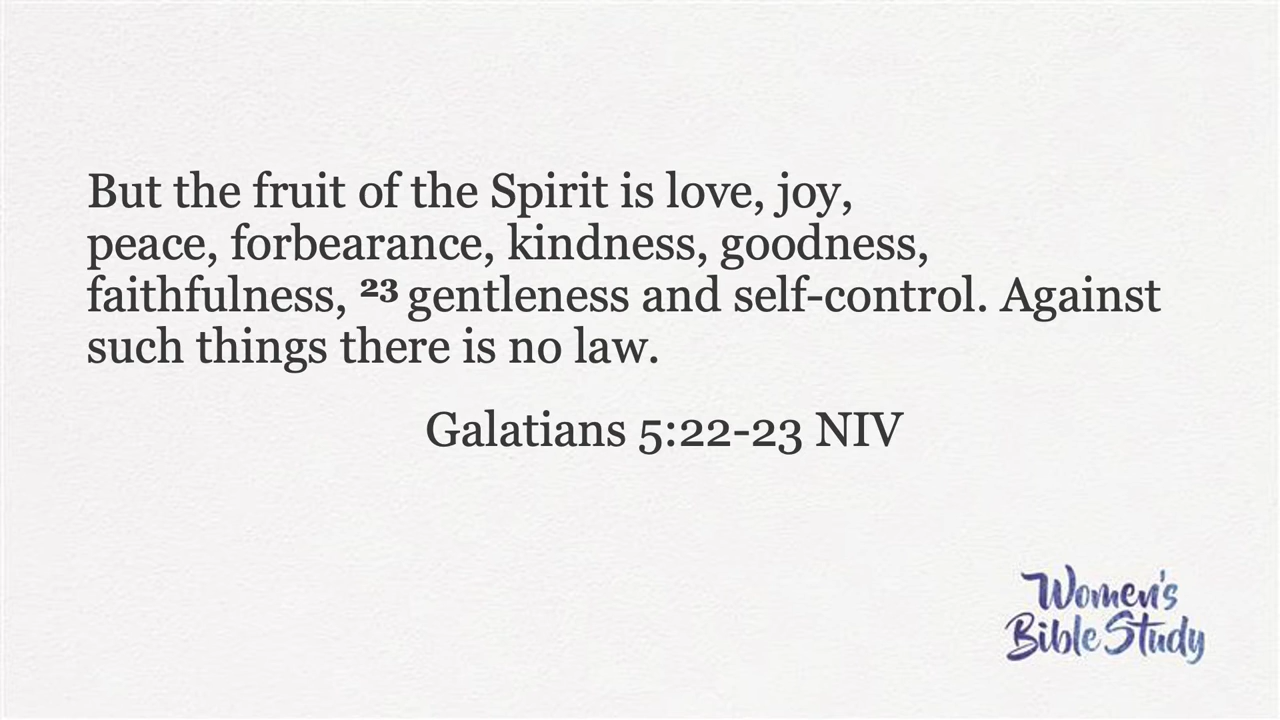 But the fruit of the Spirit is love, joy,
peace, forbearance, kindness, goodness,
faithfulness, 23 gentleness and self-control. Against
such things there is no law.
Galatians 5:22-23 NIV
Women's
Bible Study